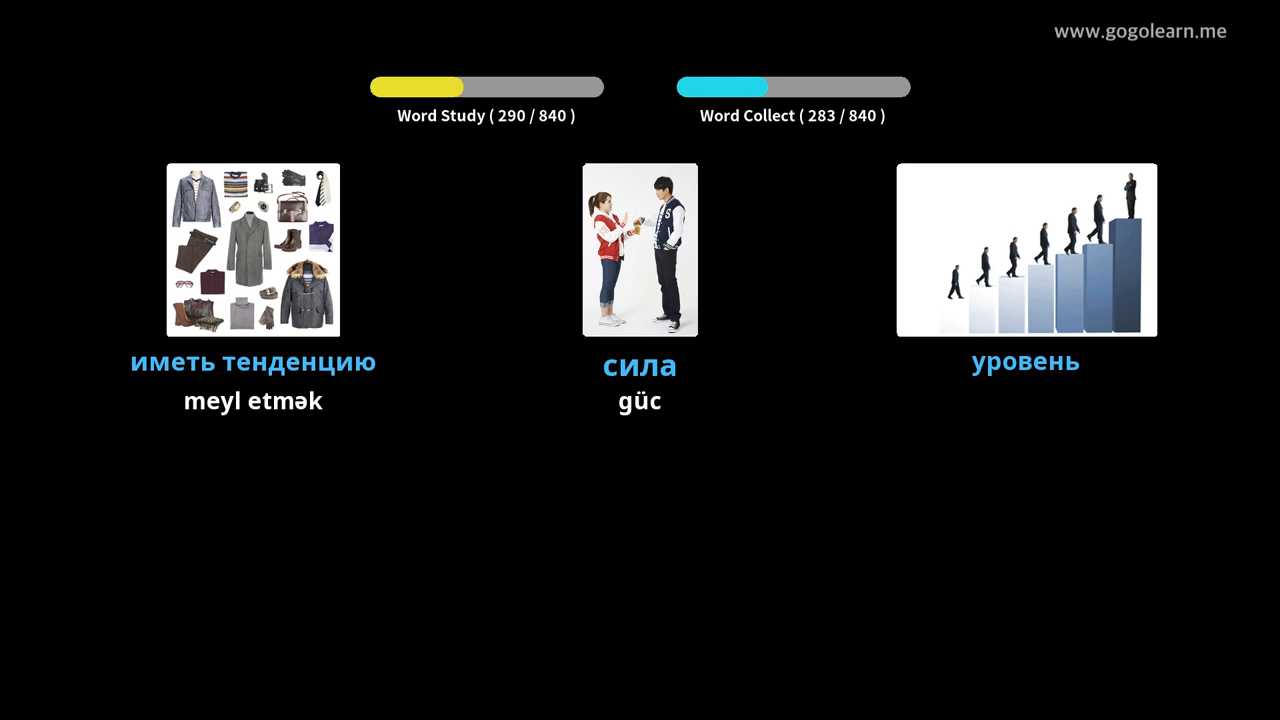 www.gogolearn.me
Word Study ( 290 / 840 )
Word Collect ( 283 / 840 )
иметь тенденцию
сила
уровень
meyl etmək
güc